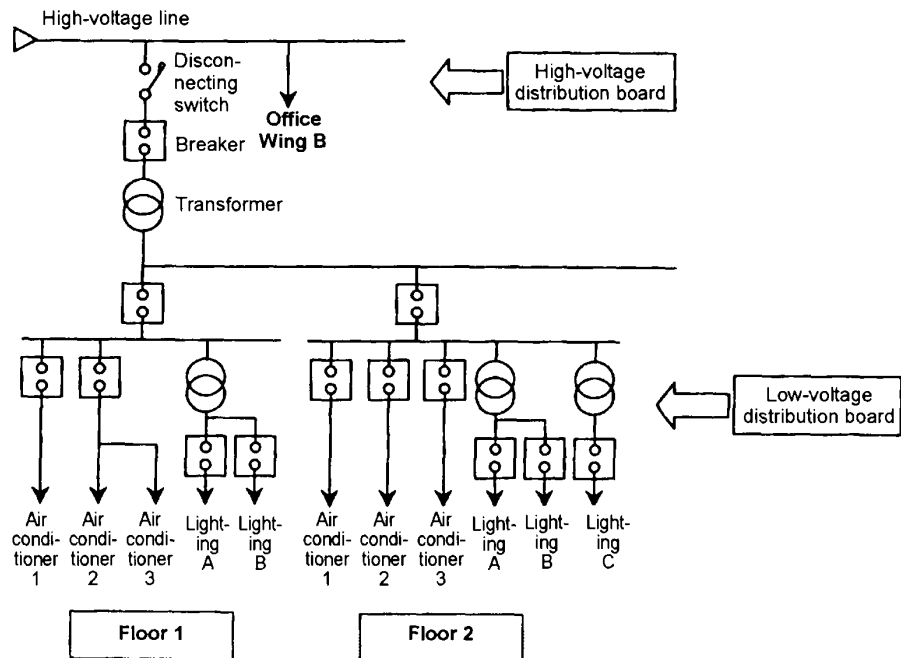 High-voltage line
Discon-
necting
switch
High-voltage
distribution board
Office
Wing B
Breaker
Transformer
Low-voltage
distribution board
Air
condi-
tioner
1
Air
condi-
tioner
2
Air
condi-
tioner
3
Light-
ing
A
Light-
ing
B
Air
condi-
tioner
1
Air
condi-
tioner
2
Air
condi-
tioner
3
Light-
ing
A
Light-
ing
B
Light-
ing
C
Floor 1
Floor 2